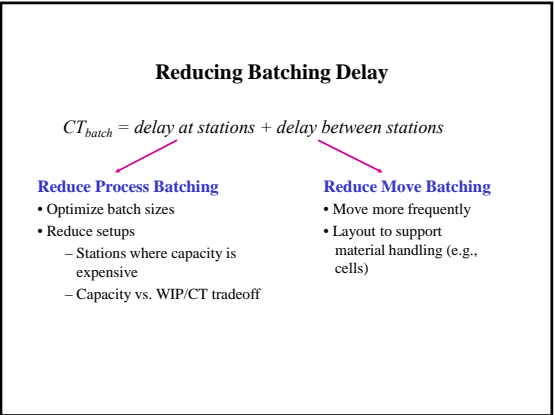 Reducing Batching Delay
CT_batch = delay at stations + delay between stations
Reduce Process Batching
• Optimize batch sizes
• Reduce setups
– Stations where capacity is
expensive
– Capacity vs. WIP/CT tradeoff
Reduce Move Batching
• Move more frequently
• Layout to support
material handling (e.g.,
cells)